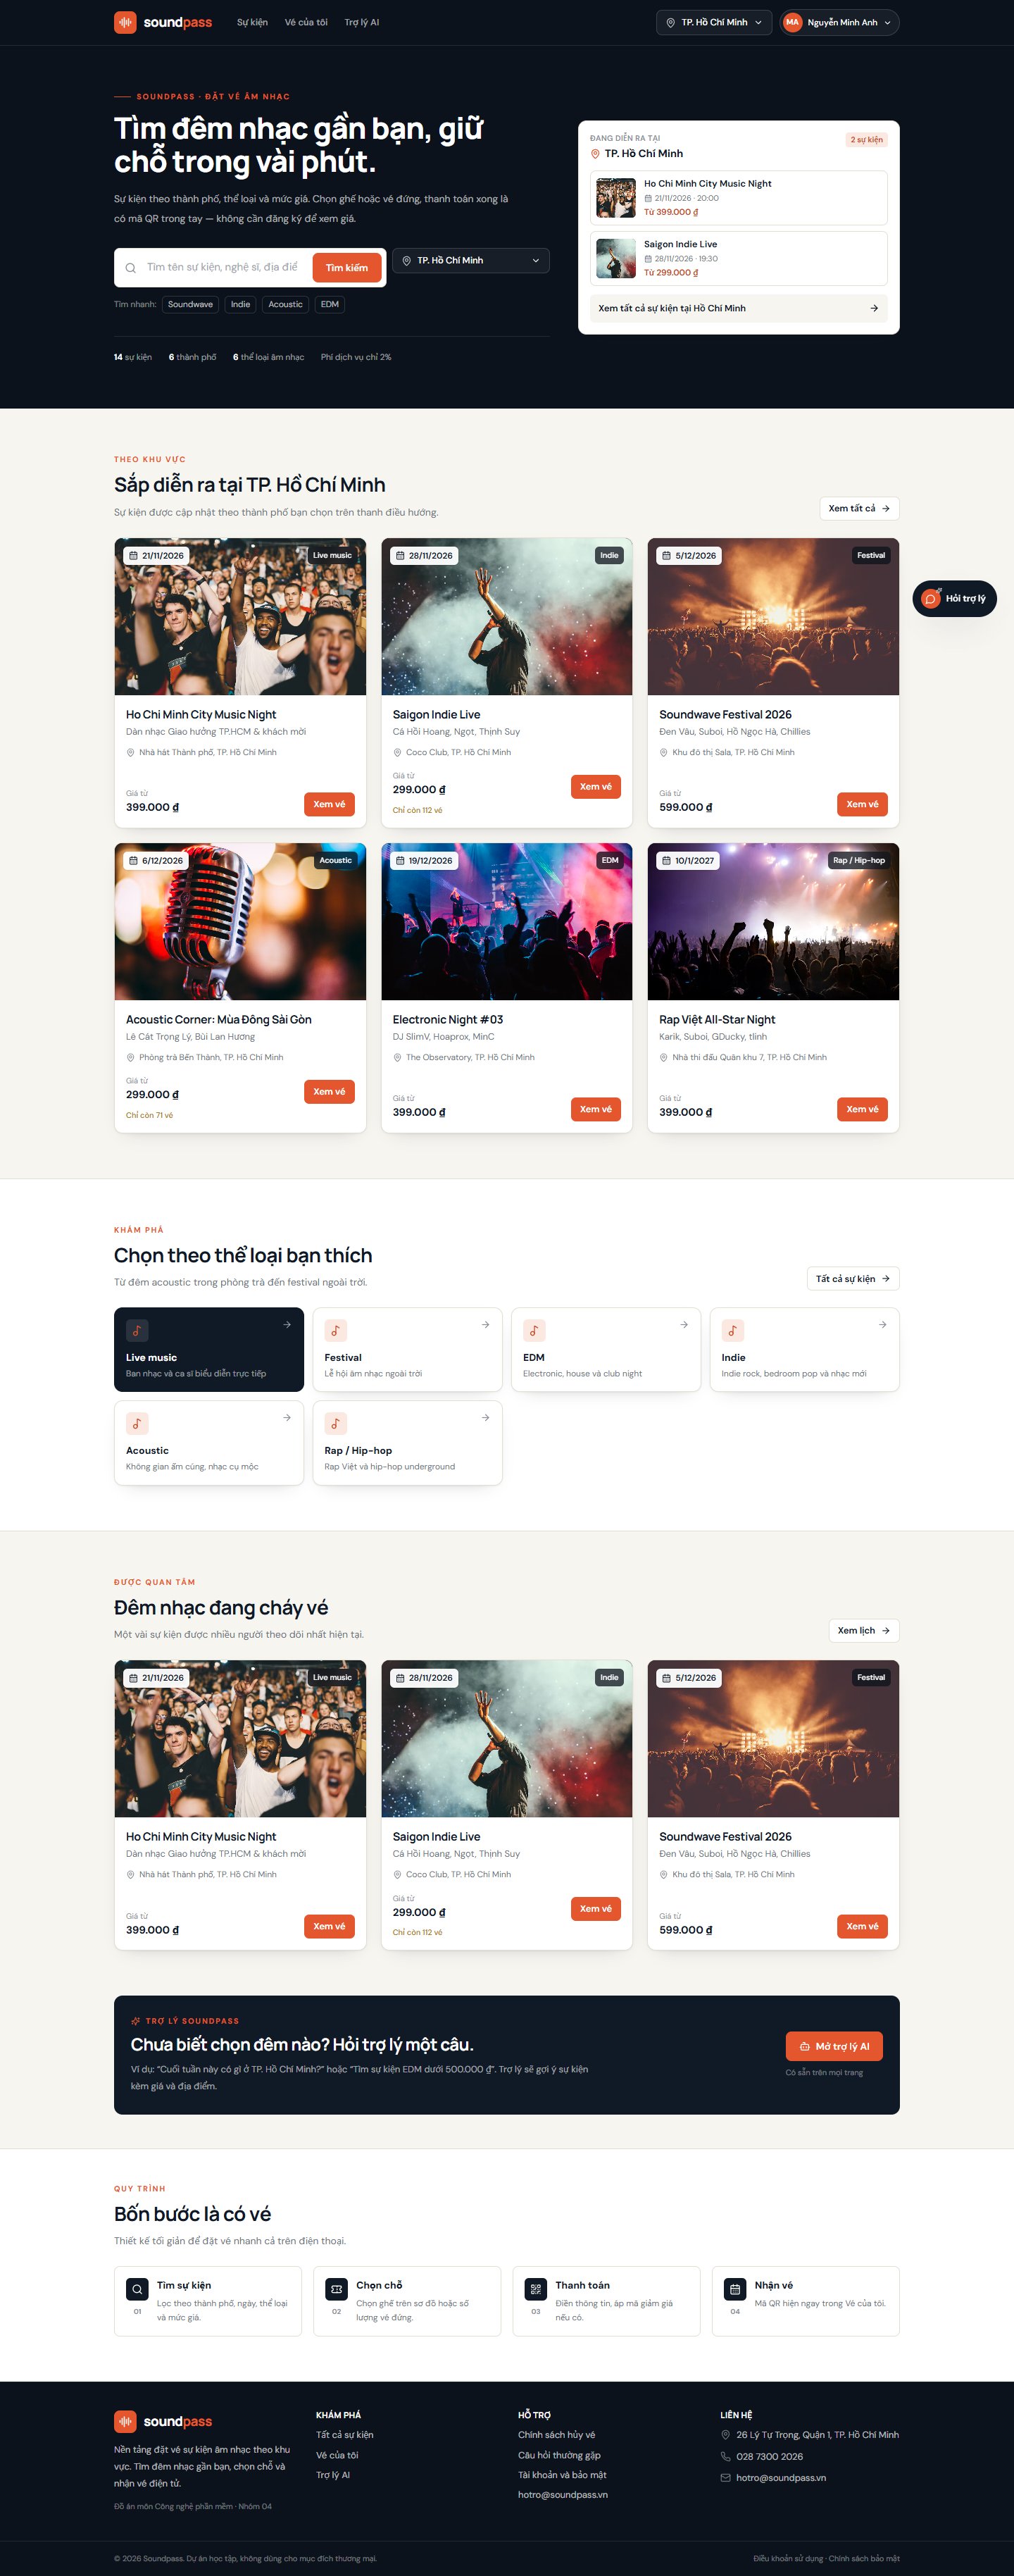 soundpass
Sự kiện
Vé của tôi
Trợ lý AI
TP. Hồ Chí Minh
MA
Nguyễn Minh Anh
SOUNDPASS · ĐẶT VÉ ÂM NHẠC
Tìm đêm nhạc gần bạn, giữ
chỗ trong vài phút.
Sự kiện theo thành phố, thể loại và mức giá. Chọn ghế hoặc vé đứng, thanh toán xong là
có mã QR trong tay — không cần đăng ký để xem giá.
Tìm tên sự kiện, nghệ sĩ, địa điể
Tìm kiếm
TP. Hồ Chí Minh
Tìm nhanh:
Soundwave
Indie
Acoustic
EDM
14 sự kiện
6 thành phố
6 thể loại âm nhạc
Phí dịch vụ chỉ 2%
ĐANG DIỄN RA TẠI
TP. Hồ Chí Minh
2 sự kiện
Ho Chi Minh City Music Night
21/11/2026 · 20:00
Từ 399.000 ₫
Saigon Indie Live
28/11/2026 · 19:30
Từ 299.000 ₫
Xem tất cả sự kiện tại Hồ Chí Minh
THEO KHU VỰC
Sắp diễn ra tại TP. Hồ Chí Minh
Sự kiện được cập nhật theo thành phố bạn chọn trên thanh điều hướng.
Xem tất cả
Hỏi trợ lý
21/11/2026
Live music
Ho Chi Minh City Music Night
Dàn nhạc Giao hưởng TP.HCM & khách mời
Nhà hát Thành phố, TP. Hồ Chí Minh
Giá từ
399.000 ₫
Xem vé
28/11/2026
Indie
Saigon Indie Live
Cá Hồi Hoang, Ngọt, Thịnh Suy
Coco Club, TP. Hồ Chí Minh
Giá từ
299.000 ₫
Chỉ còn 112 vé
Xem vé
5/12/2026
Festival
Soundwave Festival 2026
Đen Vâu, Suboi, Hồ Ngọc Hà, Chillies
Khu đô thị Sala, TP. Hồ Chí Minh
Giá từ
599.000 ₫
Xem vé
6/12/2026
Acoustic
Acoustic Corner: Mùa Đông Sài Gòn
Lê Cát Trọng Lý, Bùi Lan Hương
Phòng trà Bến Thành, TP. Hồ Chí Minh
Giá từ
299.000 ₫
Chỉ còn 71 vé
Xem vé
19/12/2026
EDM
Electronic Night #03
DJ SlimV, Hoaprox, MinC
The Observatory, TP. Hồ Chí Minh
Giá từ
399.000 ₫
Xem vé
10/1/2027
Rap / Hip-hop
Rap Việt All-Star Night
Karik, Suboi, GDucky, tlinh
Nhà thi đấu Quân khu 7, TP. Hồ Chí Minh
Giá từ
399.000 ₫
Xem vé
KHÁM PHÁ
Chọn theo thể loại bạn thích
Từ đêm acoustic trong phòng trà đến festival ngoài trời.
Tất cả sự kiện
Live music
Ban nhạc và ca sĩ biểu diễn trực tiếp
Festival
Lễ hội âm nhạc ngoài trời
EDM
Electronic, house và club night
Indie
Indie rock, bedroom pop và nhạc mới
Acoustic
Không gian ấm cúng, nhạc cụ mộc
Rap / Hip-hop
Rap Việt và hip-hop underground
ĐƯỢC QUAN TÂM
Đêm nhạc đang cháy vé
Một vài sự kiện được nhiều người theo dõi nhất hiện tại.
Xem lịch
21/11/2026
Live music
Ho Chi Minh City Music Night
Dàn nhạc Giao hưởng TP.HCM & khách mời
Nhà hát Thành phố, TP. Hồ Chí Minh
Giá từ
399.000 ₫
Xem vé
28/11/2026
Indie
Saigon Indie Live
Cá Hồi Hoang, Ngọt, Thịnh Suy
Coco Club, TP. Hồ Chí Minh
Giá từ
299.000 ₫
Chỉ còn 112 vé
Xem vé
5/12/2026
Festival
Soundwave Festival 2026
Đen Vâu, Suboi, Hồ Ngọc Hà, Chillies
Khu đô thị Sala, TP. Hồ Chí Minh
Giá từ
599.000 ₫
Xem vé
TRỢ LÝ SOUNDPASS
Chưa biết chọn đêm nào? Hỏi trợ lý một câu.
Ví dụ: “Cuối tuần này có gì ở TP. Hồ Chí Minh?” hoặc “Tìm sự kiện EDM dưới 500.000 ₫”. Trợ lý sẽ gợi ý sự kiện
kèm giá và địa điểm.
Mở trợ lý AI
Có sẵn trên mọi trang
QUY TRÌNH
Bốn bước là có vé
Thiết kế tối giản để đặt vé nhanh cả trên điện thoại.
01
Tìm sự kiện
Lọc theo thành phố, ngày, thể loại
và mức giá.
02
Chọn chỗ
Chọn ghế trên sơ đồ hoặc số
lượng vé đứng.
03
Thanh toán
Điền thông tin, áp mã giảm giá
nếu có.
04
Nhận vé
Mã QR hiện ngay trong Vé của tôi.
soundpass
Nền tảng đặt vé sự kiện âm nhạc theo khu
vực. Tìm đêm nhạc gần bạn, chọn chỗ và
nhận vé điện tử.
Đồ án môn Công nghệ phần mềm · Nhóm 04
KHÁM PHÁ
Tất cả sự kiện
Vé của tôi
Trợ lý AI
HỖ TRỢ
Chính sách hủy vé
Câu hỏi thường gặp
Tài khoản và bảo mật
hotro@soundpass.vn
LIÊN HỆ
26 Lý Tự Trọng, Quận 1, TP. Hồ Chí Minh
028 7300 2026
hotro@soundpass.vn
© 2026 Soundpass. Dự án học tập, không dùng cho mục đích thương mại.
Điều khoản sử dụng · Chính sách bảo mật